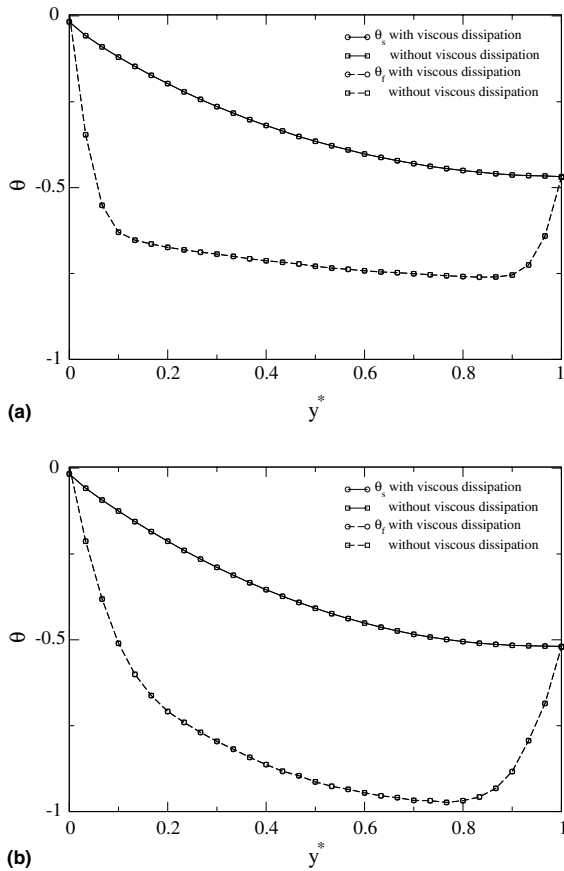 0
θs with viscous dissipation
without viscous dissipation
θf with viscous dissipation
without viscous dissipation
θ
-0.5
-1
0 0.2 0.4 0.6 0.8 1
(a)
y*
0
θs with viscous dissipation
without viscous dissipation
θf with viscous dissipation
without viscous dissipation
θ
-0.5
-1
0 0.2 0.4 0.6 0.8 1
(b)
y*